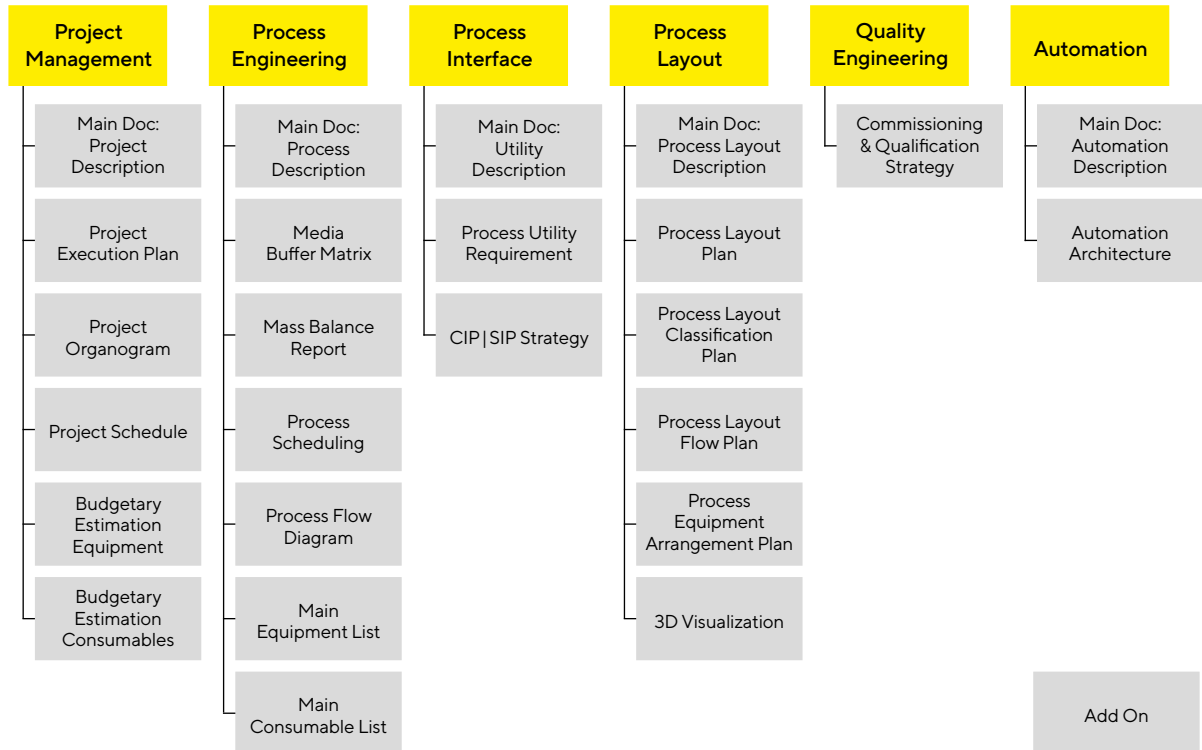 Project
Management
Main Doc:
Project
Description
Project
Execution Plan
Project
Organogram
Project Schedule
Budgetary
Estimation
Equipment
Budgetary
Estimation
Consumables
Process
Engineering
Main Doc:
Process
Description
Media
Buffer Matrix
Mass Balance
Report
Process
Scheduling
Process Flow
Diagram
Main
Equipment List
Main
Consumable List
Process
Interface
Main Doc:
Utility
Description
Process Utility
Requirement
CIP|SIP Strategy
Process
Layout
Main Doc:
Process Layout
Description
Process Layout
Plan
Process Layout
Classification
Plan
Process Layout
Flow Plan
Process
Equipment
Arrangement Plan
3D Visualization
Quality
Engineering
Commissioning
& Qualification
Strategy
Automation
Main Doc:
Automation
Description
Automation
Architecture
Add On